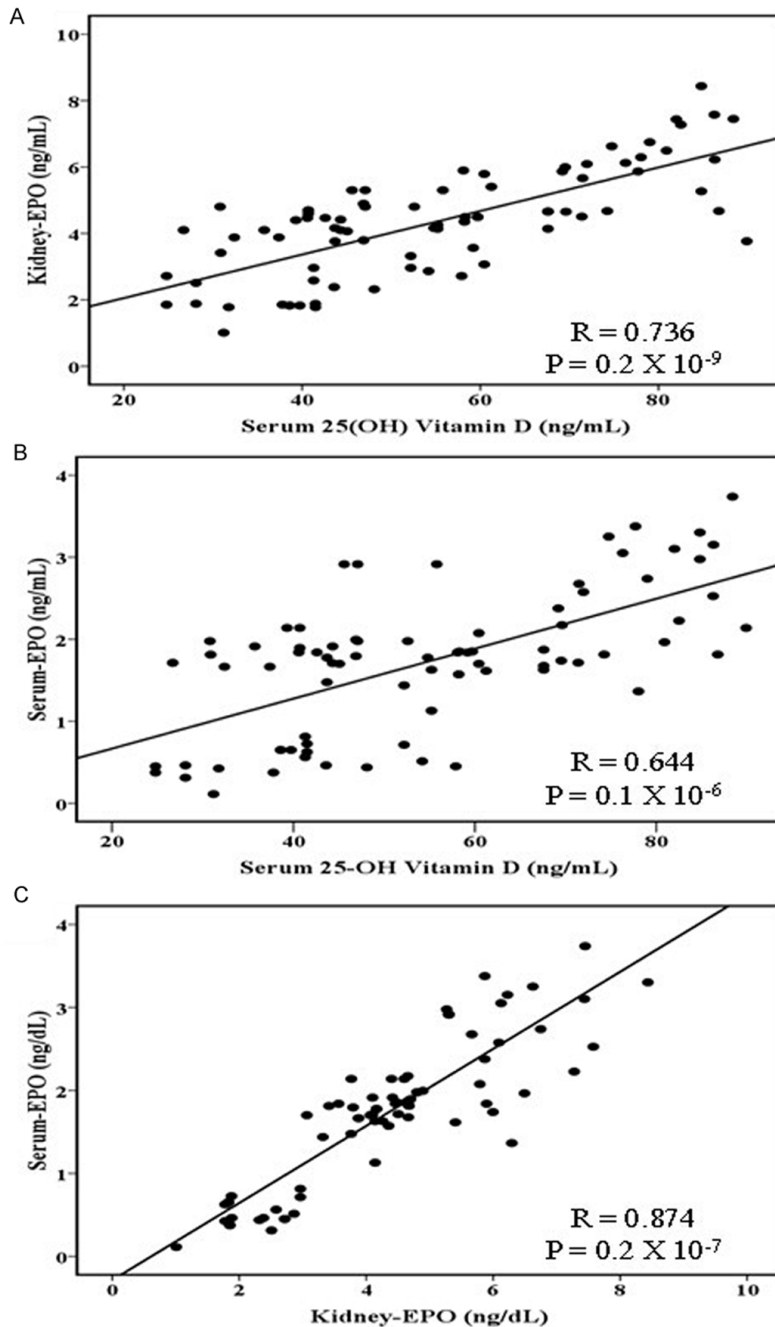 A
10
8
6
4
2
0
Kidney-EPO (ng/mL)
R = 0.736
P = 0.2 X 10-9
20 40 60 80
Serum 25(OH) Vitamin D (ng/mL)
B
4
3
2
1
0
Serum-EPO (ng/mL)
R = 0.644
P = 0.1 X 10-6
20 40 60 80
Serum 25-OH Vitamin D (ng/mL)
C
4
3
2
1
0
Serum-EPO (ng/dL)
R = 0.874
P = 0.2 X 10-7
0 2 4 6 8 10
Kidney-EPO (ng/dL)